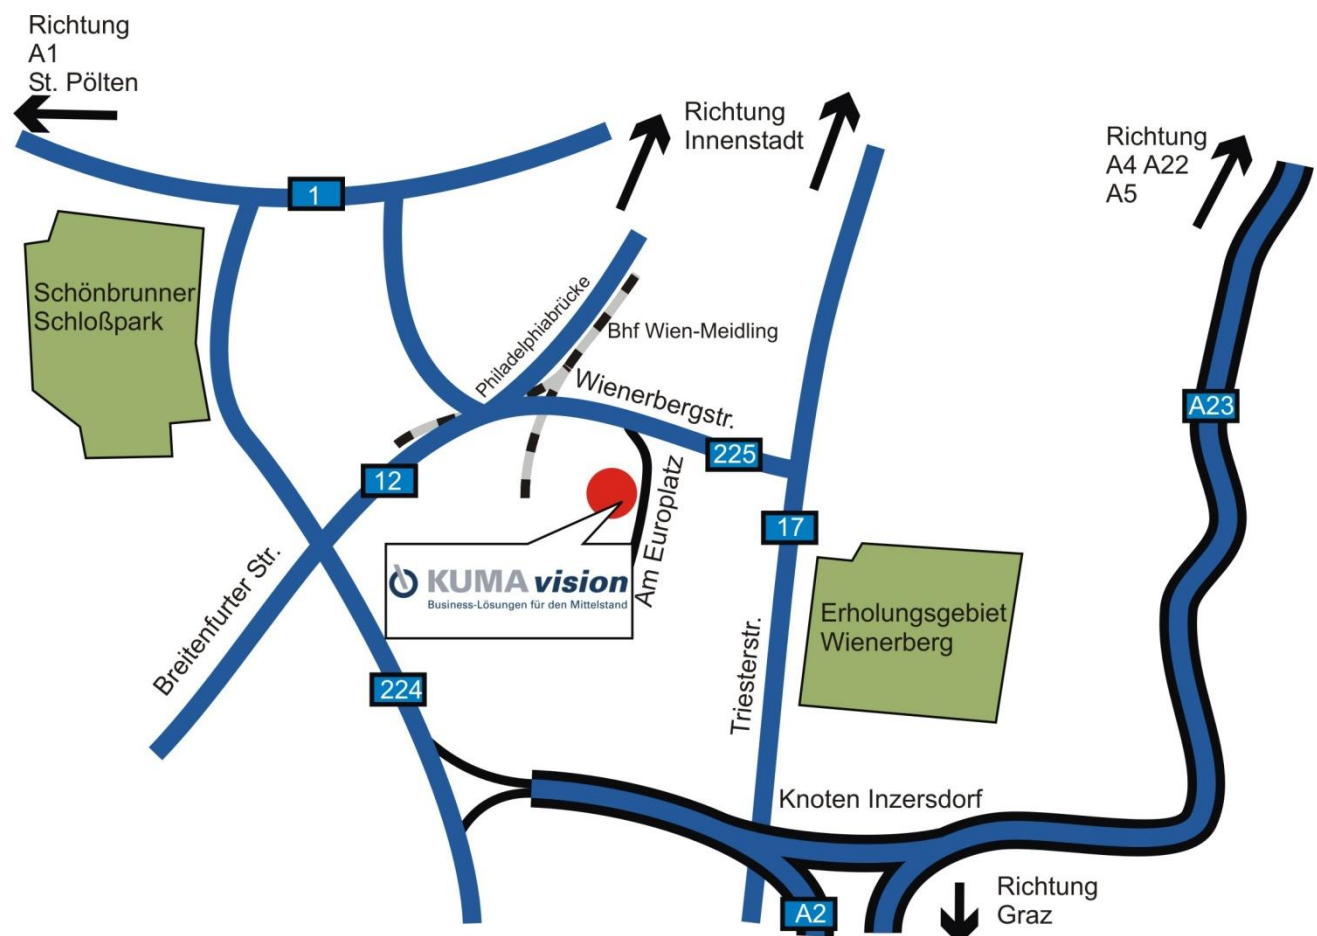 Richtung
A1
St. Pölten
Richtung
Innenstadt
Richtung
A4 A22
A5
1
Schönbrunner
Schloßpark
Philadelphiabrücke
Bhf Wien-Meidling
Wienerbergstr.
A23
225
12
17
Am Europlatz
KUMAvision
Business-Lösungen für den Mittelstand
Breitenfurter Str.
Erholungsgebiet
Wienerberg
224
Triesterstr.
Knoten Inzersdorf
A2
Richtung
Graz